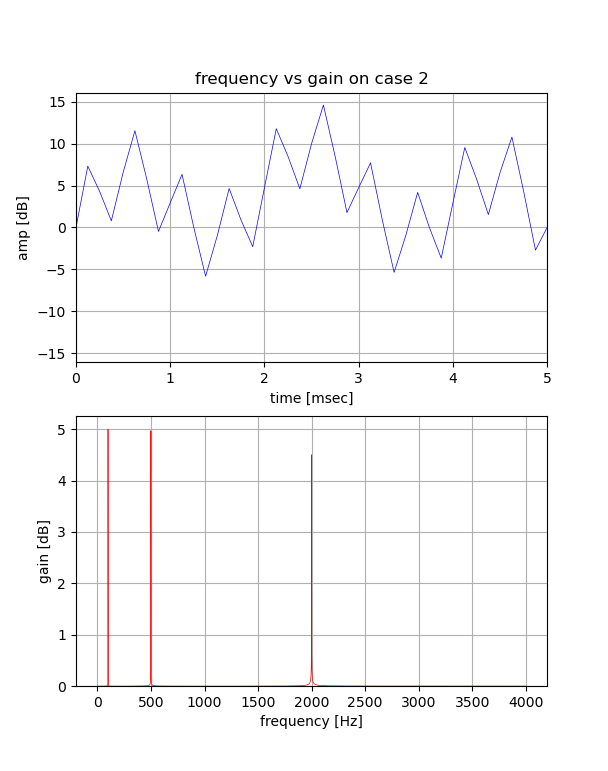 frequency vs gain on case 2
15
10
5
0
−5
−10
−15
amp [dB]
0 1 2 3 4 5
time [msec]
5
4
3
2
1
0
gain [dB]
0 500 1000 1500 2000 2500 3000 3500 4000
frequency [Hz]